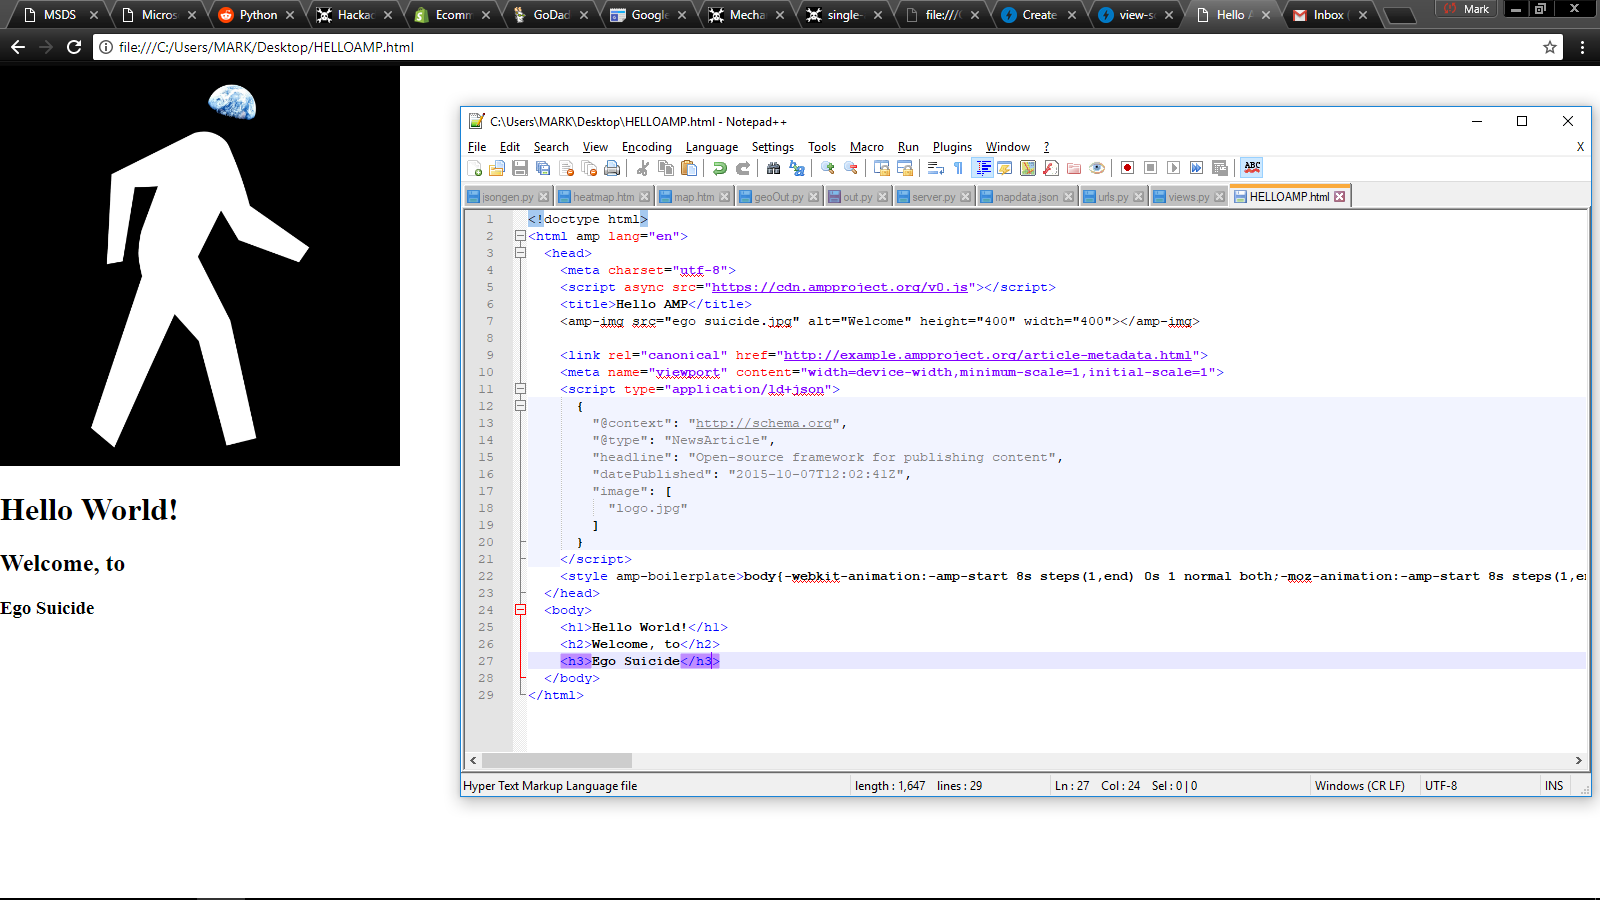 MSDS
Micros
Python
Hacka
Ecomm
GoDad
Google
Mecha
single-
file:///
Create
view-s
Hello
Inbox (
Mark
file:///C:/Users/MARK/Desktop/HELLOAMP.html
Hello World!
Welcome, to
Ego Suicide
C:\Users\MARK\Desktop\HELLOAMP.html - Notepad++
File Edit Search View Encoding Language Settings Tools Macro Run Plugins Window ? X
ABC
jsongen.py heatmap.htm map.htm geoOut.py out.py server.py mapdata.json urls.py views.py HELLOAMP.html
1 <!doctype html>
2 <html amp lang="en">
3 <head>
4 <meta charset="utf-8">
5 <script async src="https://cdn.ampproject.org/v0.js"></script>
6 <title>Hello AMP</title>
7 <amp-img src="ego suicide.jpg" alt="Welcome" height="400" width="400"></amp-img>
8
9 <link rel="canonical" href="http://example.ampproject.org/article-metadata.html">
10 <meta name="viewport" content="width=device-width,minimum-scale=1,initial-scale=1">
11 <script type="application/ld+json">
12 {
13 "@context": "http://schema.org",
14 "@type": "NewsArticle",
15 "headline": "Open-source framework for publishing content",
16 "datePublished": "2015-10-07T12:02:41Z",
17 "image": [
18 "logo.jpg"
19 ]
20 }
21 </script>
22 <style amp-boilerplate>body{-webkit-animation:-amp-start 8s steps(1,end) 0s 1 normal both;-moz-animation:-amp-start 8s steps(1,en
23 </head>
24 <body>
25 <h1>Hello World!</h1>
26 <h2>Welcome, to</h2>
27 <h3>Ego Suicide</h3>
28 </body>
29 </html>
Hyper Text Markup Language file length : 1,647 lines : 29 Ln : 27 Col : 24 Sel : 0 | 0 Windows (CR LF) UTF-8 INS